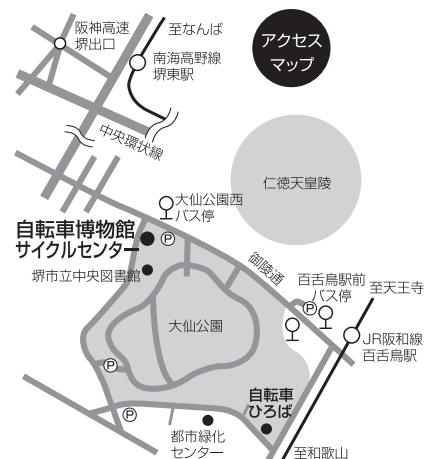 阪神高速
堺出口
至なんば
南海高野線
堺東駅
アクセス
マップ
中央環状線
仁徳天皇陵
大仙公園西
バス停
自転車博物館
サイクルセンター
P
堺市立中央図書館
御陵通
百舌鳥駅前
バス停
P
至天王寺
大仙公園
JR阪和線
百舌鳥駅
P
自転車
ひろば
P
都市緑化
センター
至和歌山